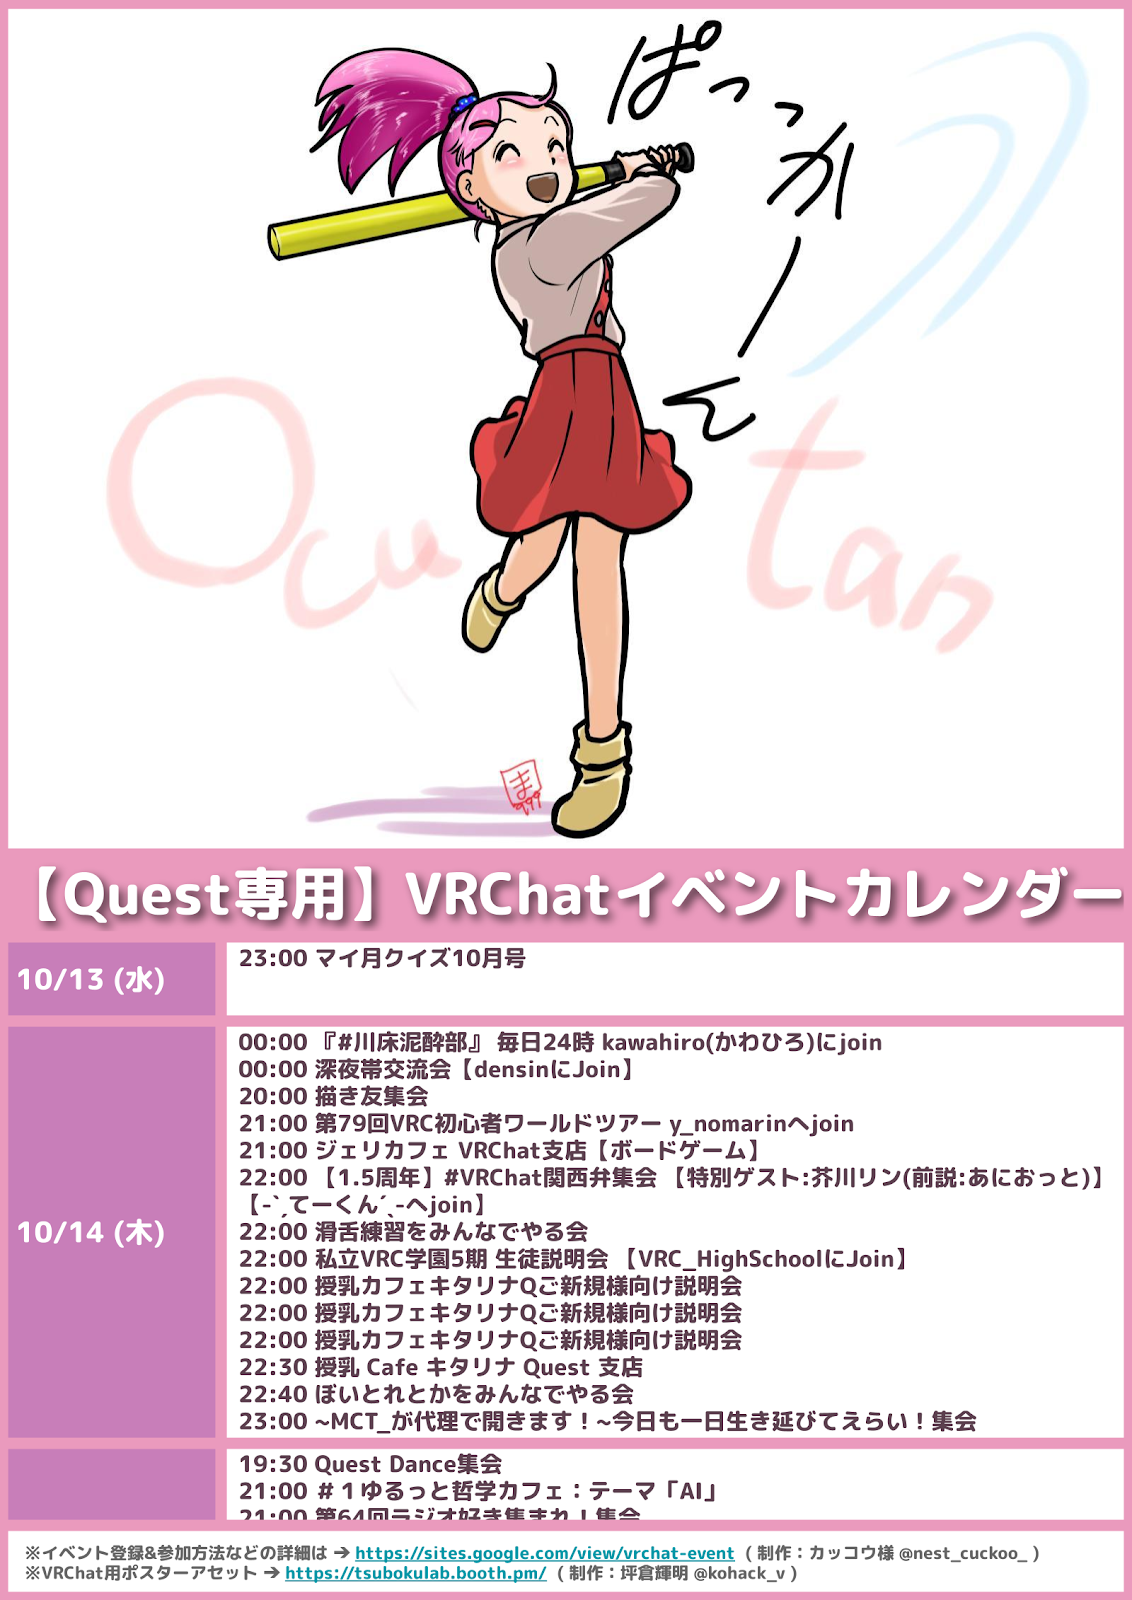 ぱっっかーん
Ocu tan
ま
999
【Quest専用】VRChatイベントカレンダー
10/13 (水)
23:00 マイ月クイズ10月号
10/14 (木)
00:00 『#川床泥酔部』 毎日24時 kawahiro(かわひろ)にjoin
00:00 深夜帯交流会【densinにJoin】
20:00 描き友集会
21:00 第79回VRC初心者ワールドツアー y_nomarinへjoin
21:00 ジェリカフェ VRChat支店【ボードゲーム】
22:00 【1.5周年】#VRChat関西弁集会 【特別ゲスト:芥川リン(前説:あにおっと)】
【-ˋˏてーくんˊˎ-へjoin】
22:00 滑舌練習をみんなでやる会
22:00 私立VRC学園5期 生徒説明会 【VRC_HighSchoolにJoin】
22:00 授乳カフェキタリナQご新規様向け説明会
22:00 授乳カフェキタリナQご新規様向け説明会
22:00 授乳カフェキタリナQご新規様向け説明会
22:30 授乳 Cafe キタリナ Quest 支店
22:40 ぼいとれとかをみんなでやる会
23:00 ~MCT_が代理で開きます！~今日も一日生き延びてえらい！集会
19:30 Quest Dance集会
21:00 ＃１ゆるっと哲学カフェ：テーマ「AI」
21:00 第64回ラジオ好き集まれ！集会
※イベント登録&参加方法などの詳細は ➔ https://sites.google.com/view/vrchat-event （ 制作：カッコウ様 @nest_cuckoo_ ）
※VRChat用ポスターアセット ➔ https://tsubokulab.booth.pm/ （ 制作：坪倉輝明 @kohack_v ）